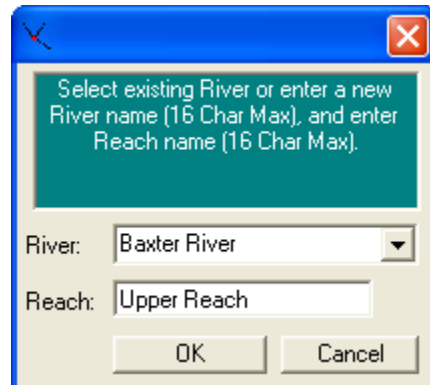 Select existing River or enter a new
River name (16 Char Max), and enter
Reach name (16 Char Max).
River: Baxter River
Reach: Upper Reach
OK Cancel